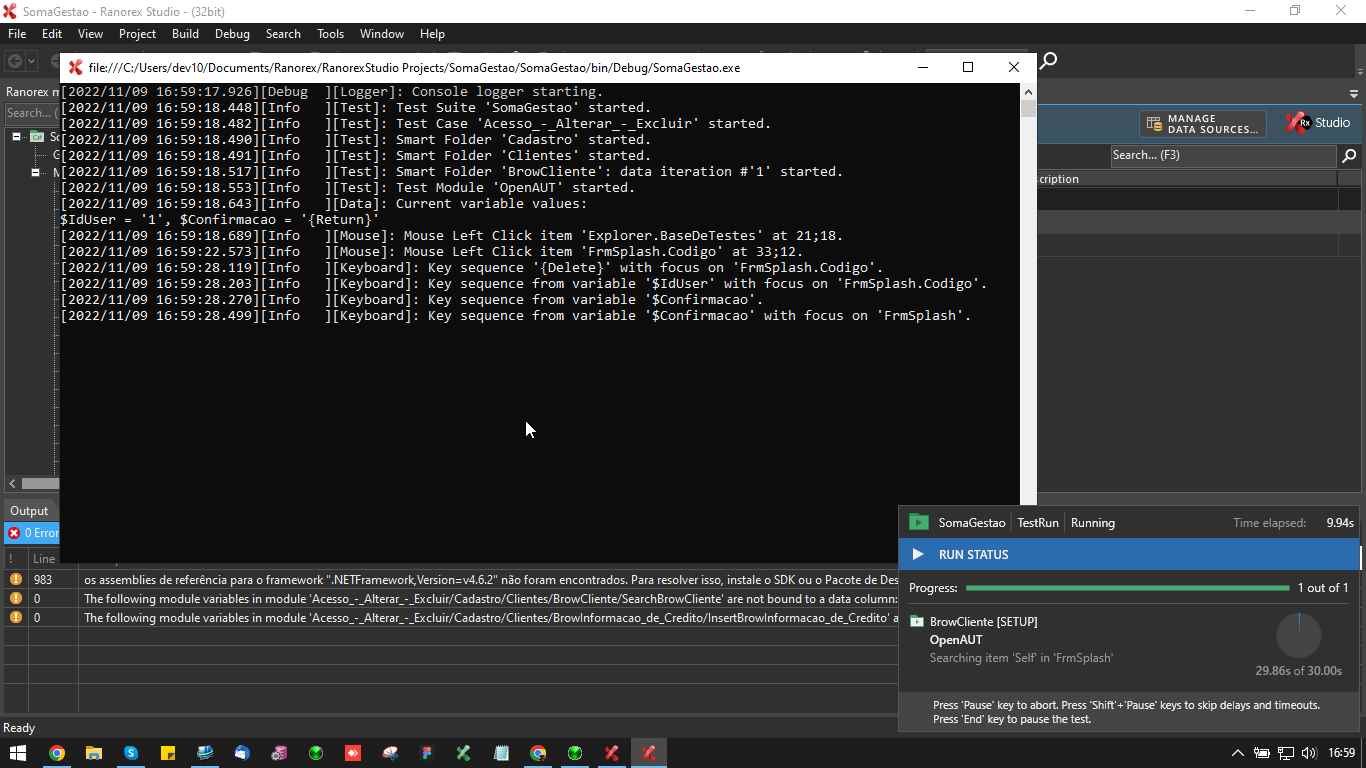 SomaGestao - Ranorex Studio - (32bit)
File Edit View Project Build Debug Search Tools Window Help
file:///C:/Users/dev10/Documents/Ranorex/RanorexStudio Projects/SomaGestao/SomaGestao/bin/Debug/SomaGestao.exe
Ranorex
Search...
MANAGE
DATA SOURCES...
Rx Studio
Search... (F3)
[2022/11/09 16:59:17.926][Debug  ][Logger]: Console logger starting.
[2022/11/09 16:59:18.448][Info   ][Test]: Test Suite 'SomaGestao' started.
[2022/11/09 16:59:18.482][Info   ][Test]: Test Case 'Acesso_-_Alterar_-_Excluir' started.
[2022/11/09 16:59:18.490][Info   ][Test]: Smart Folder 'Cadastro' started.
[2022/11/09 16:59:18.491][Info   ][Test]: Smart Folder 'Clientes' started.
[2022/11/09 16:59:18.517][Info   ][Test]: Smart Folder 'BrowCliente': data iteration #'1' started.
[2022/11/09 16:59:18.553][Info   ][Test]: Test Module 'OpenAUT' started.
[2022/11/09 16:59:18.643][Info   ][Data]: Current variable values:
$IdUser = '1', $Confirmacao = '{Return}'
[2022/11/09 16:59:18.689][Info   ][Mouse]: Mouse Left Click item 'Explorer.BaseDeTestes' at 21;18.
[2022/11/09 16:59:22.573][Info   ][Mouse]: Mouse Left Click item 'FrmSplash.Codigo' at 33;12.
[2022/11/09 16:59:28.119][Info   ][Keyboard]: Key sequence '{Delete}' with focus on 'FrmSplash.Codigo'.
[2022/11/09 16:59:28.203][Info   ][Keyboard]: Key sequence from variable '$IdUser' with focus on 'FrmSplash.Codigo'.
[2022/11/09 16:59:28.270][Info   ][Keyboard]: Key sequence from variable '$Confirmacao'.
[2022/11/09 16:59:28.499][Info   ][Keyboard]: Key sequence from variable '$Confirmacao' with focus on 'FrmSplash'.
cription
Output
0 Error
! Line
983 os assemblies de referência para o framework ".NETFramework,Version=v4.6.2" não foram encontrados. Para resolver isso, instale o SDK ou o Pacote de Des
0 The following module variables in module 'Acesso_-_Alterar_-_Excluir/Cadastro/Clientes/BrowCliente/SearchBrowCliente' are not bound to a data column:
0 The following module variables in module 'Acesso_-_Alterar_-_Excluir/Cadastro/Clientes/BrowInformacao_de_Credito/InsertBrowInformacao_de_Credito' a
SomaGestao TestRun Running Time elapsed: 9.94s
RUN STATUS
Progress: 1 out of 1
BrowCliente [SETUP]
OpenAUT
Searching item 'Self' in 'FrmSplash'
29.86s of 30.00s
Press 'Pause' key to abort. Press 'Shift'+'Pause' keys to skip delays and timeouts.
Press 'End' key to pause the test.
Ready
16:59